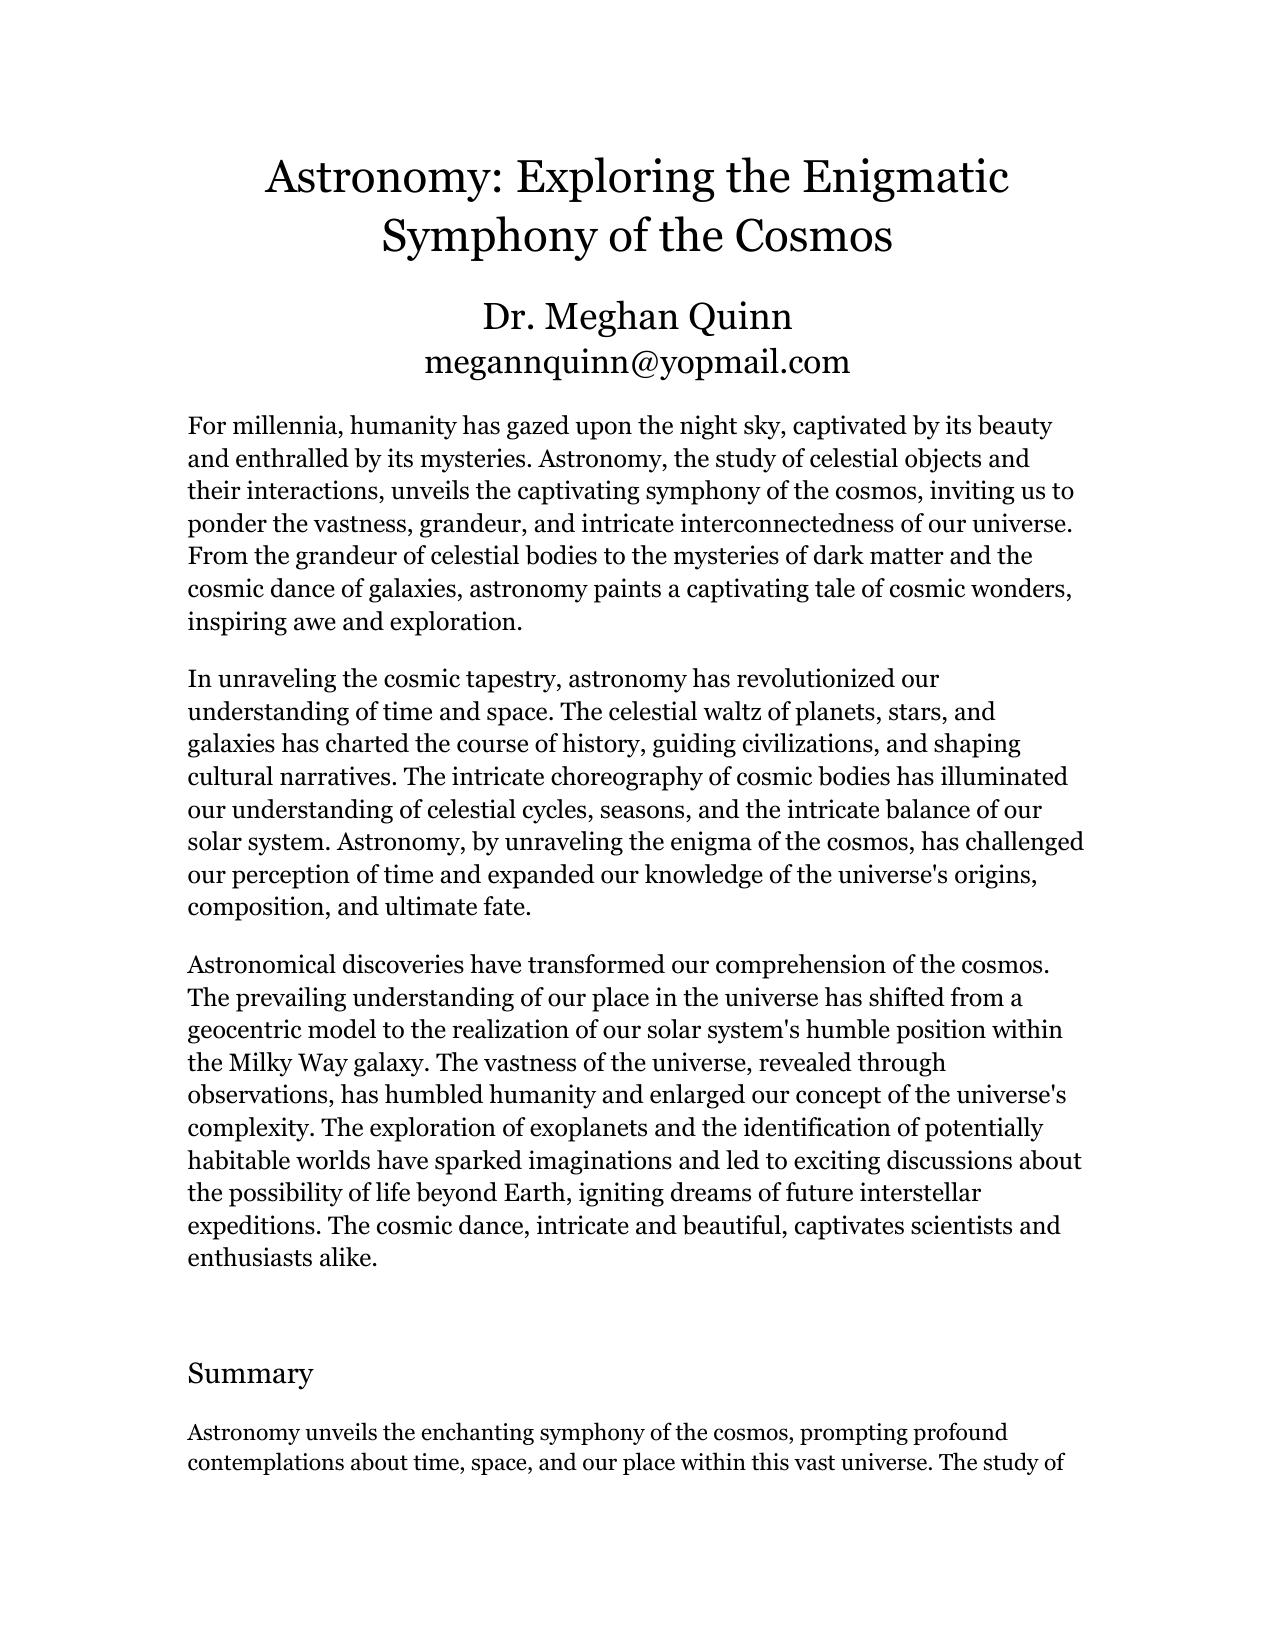 Astronomy: Exploring the Enigmatic
Symphony of the Cosmos
Dr. Meghan Quinn
megannquinn@yopmail.com
For millennia, humanity has gazed upon the night sky, captivated by its beauty
and enthralled by its mysteries. Astronomy, the study of celestial objects and
their interactions, unveils the captivating symphony of the cosmos, inviting us to
ponder the vastness, grandeur, and intricate interconnectedness of our universe.
From the grandeur of celestial bodies to the mysteries of dark matter and the
cosmic dance of galaxies, astronomy paints a captivating tale of cosmic wonders,
inspiring awe and exploration.
In unraveling the cosmic tapestry, astronomy has revolutionized our
understanding of time and space. The celestial waltz of planets, stars, and
galaxies has charted the course of history, guiding civilizations, and shaping
cultural narratives. The intricate choreography of cosmic bodies has illuminated
our understanding of celestial cycles, seasons, and the intricate balance of our
solar system. Astronomy, by unraveling the enigma of the cosmos, has challenged
our perception of time and expanded our knowledge of the universe's origins,
composition, and ultimate fate.
Astronomical discoveries have transformed our comprehension of the cosmos.
The prevailing understanding of our place in the universe has shifted from a
geocentric model to the realization of our solar system's humble position within
the Milky Way galaxy. The vastness of the universe, revealed through
observations, has humbled humanity and enlarged our concept of the universe's
complexity. The exploration of exoplanets and the identification of potentially
habitable worlds have sparked imaginations and led to exciting discussions about
the possibility of life beyond Earth, igniting dreams of future interstellar
expeditions. The cosmic dance, intricate and beautiful, captivates scientists and
enthusiasts alike.
Summary
Astronomy unveils the enchanting symphony of the cosmos, prompting profound
contemplations about time, space, and our place within this vast universe. The study of